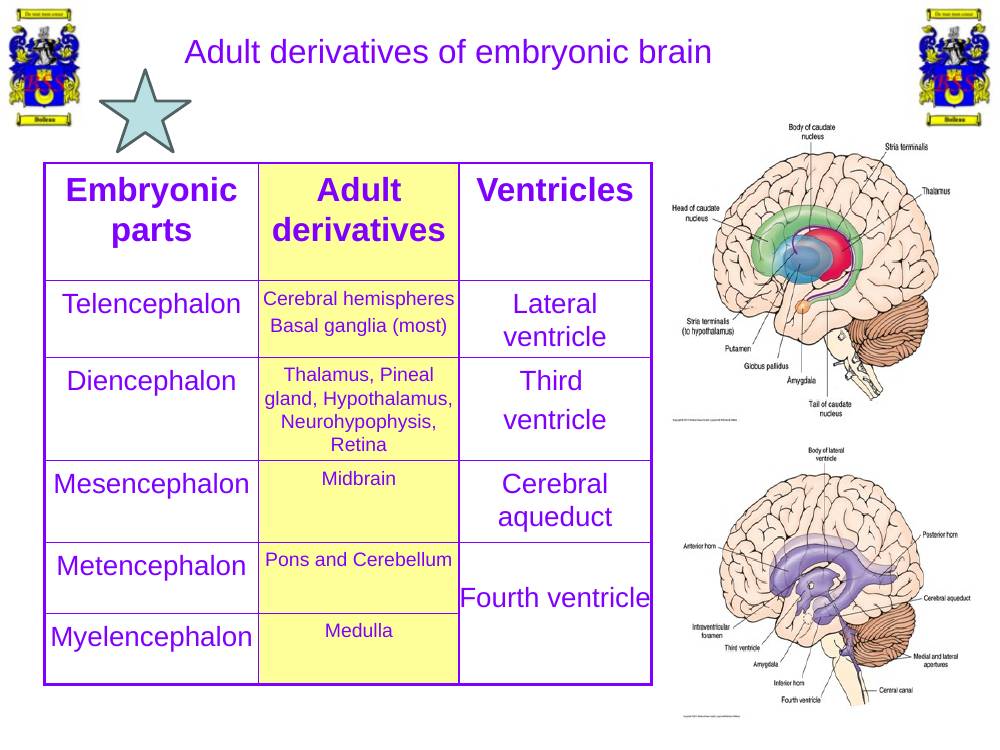 Adult derivatives of embryonic brain
Embryonic
parts
Adult
derivatives
Ventricles
Telencephalon
Cerebral hemispheres
Basal ganglia (most)
Lateral
ventricle
Diencephalon
Thalamus, Pineal
gland, Hypothalamus,
Neurohypophysis,
Retina
Third
ventricle
Mesencephalon
Midbrain
Cerebral
aqueduct
Metencephalon
Pons and Cerebellum
Fourth ventricle
Myelencephalon
Medulla
Body of caudate
nucleus
Stria terminalis
Thalamus
Head of caudate
nucleus
Stria terminalis
(to hypothalamus)
Putamen
Globus pallidus
Amygdala
Tail of caudate
nucleus
Body of lateral
ventricle
Anterior horn
Posterior horn
Cerebral aqueduct
Intraventricular
foramen
Third ventricle
Amygdala
Medial and lateral
apertures
Inferior horn
Central canal
Fourth ventricle